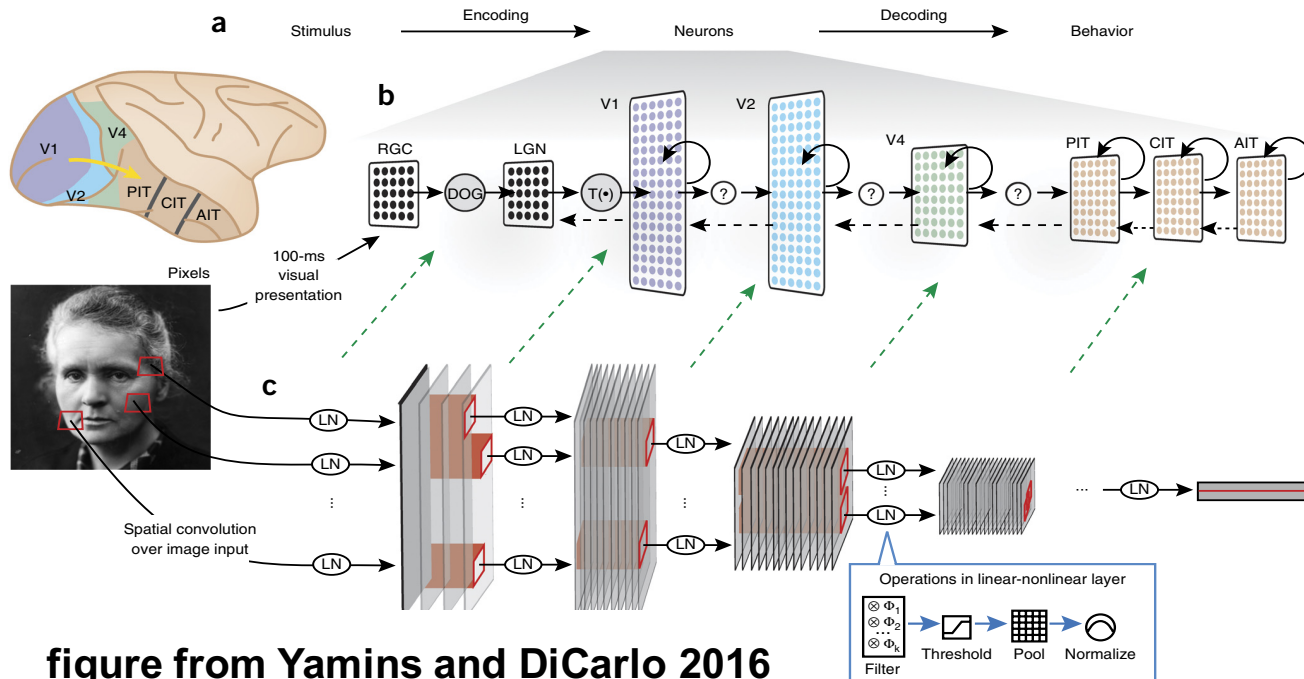 a
Stimulus
Encoding
Neurons
Decoding
Behavior
V1
V4
V2
PIT
CIT
AIT
b
RGC
DOG
LGN
T(•)
V1
?
V2
?
V4
?
PIT
CIT
AIT
100-ms
visual
presentation
Pixels
c
LN
LN
...
LN
Spatial convolution
over image input
LN
LN
...
LN
LN
...
LN
LN
...
LN
...
LN
Operations in linear-nonlinear layer
⊗ Φ1
⊗ Φ2
...
⊗ Φk
Filter
Threshold
Pool
Normalize
figure from Yamins and DiCarlo 2016